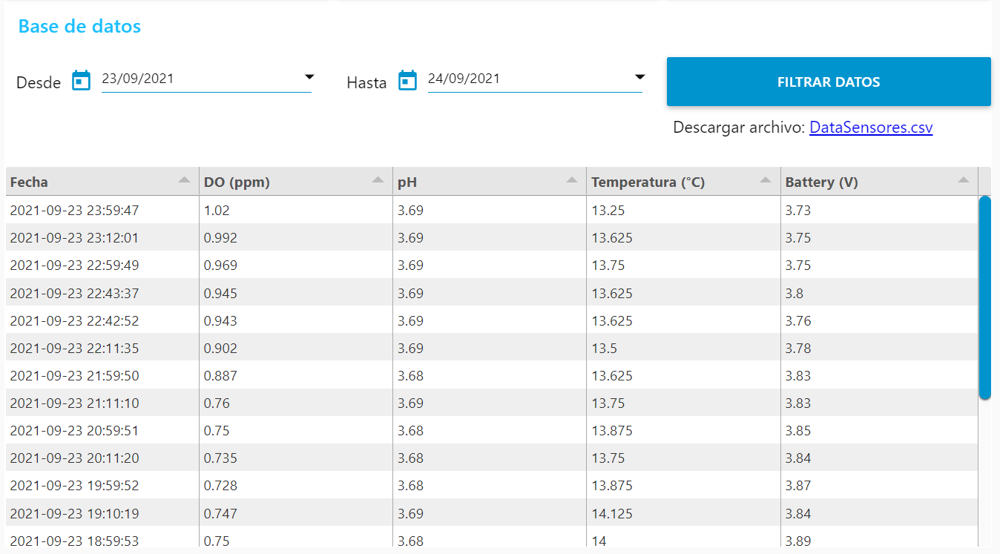 Base de datos
Desde 23/09/2021 Hasta 24/09/2021 FILTRAR DATOS
Descargar archivo: DataSensores.csv
Fecha DO (ppm) pH Temperatura (°C) Battery (V)
2021-09-23 23:59:47 1.02 3.69 13.25 3.73
2021-09-23 23:12:01 0.992 3.69 13.625 3.75
2021-09-23 22:59:49 0.969 3.69 13.75 3.75
2021-09-23 22:43:37 0.945 3.69 13.625 3.8
2021-09-23 22:42:52 0.943 3.69 13.625 3.76
2021-09-23 22:11:35 0.902 3.69 13.5 3.78
2021-09-23 21:59:50 0.887 3.68 13.625 3.83
2021-09-23 21:11:10 0.76 3.69 13.75 3.83
2021-09-23 20:59:51 0.75 3.68 13.875 3.85
2021-09-23 20:11:20 0.735 3.68 13.75 3.84
2021-09-23 19:59:52 0.728 3.68 13.875 3.87
2021-09-23 19:10:19 0.747 3.69 14.125 3.84
2021-09-23 18:59:53 0.75 3.68 14 3.89